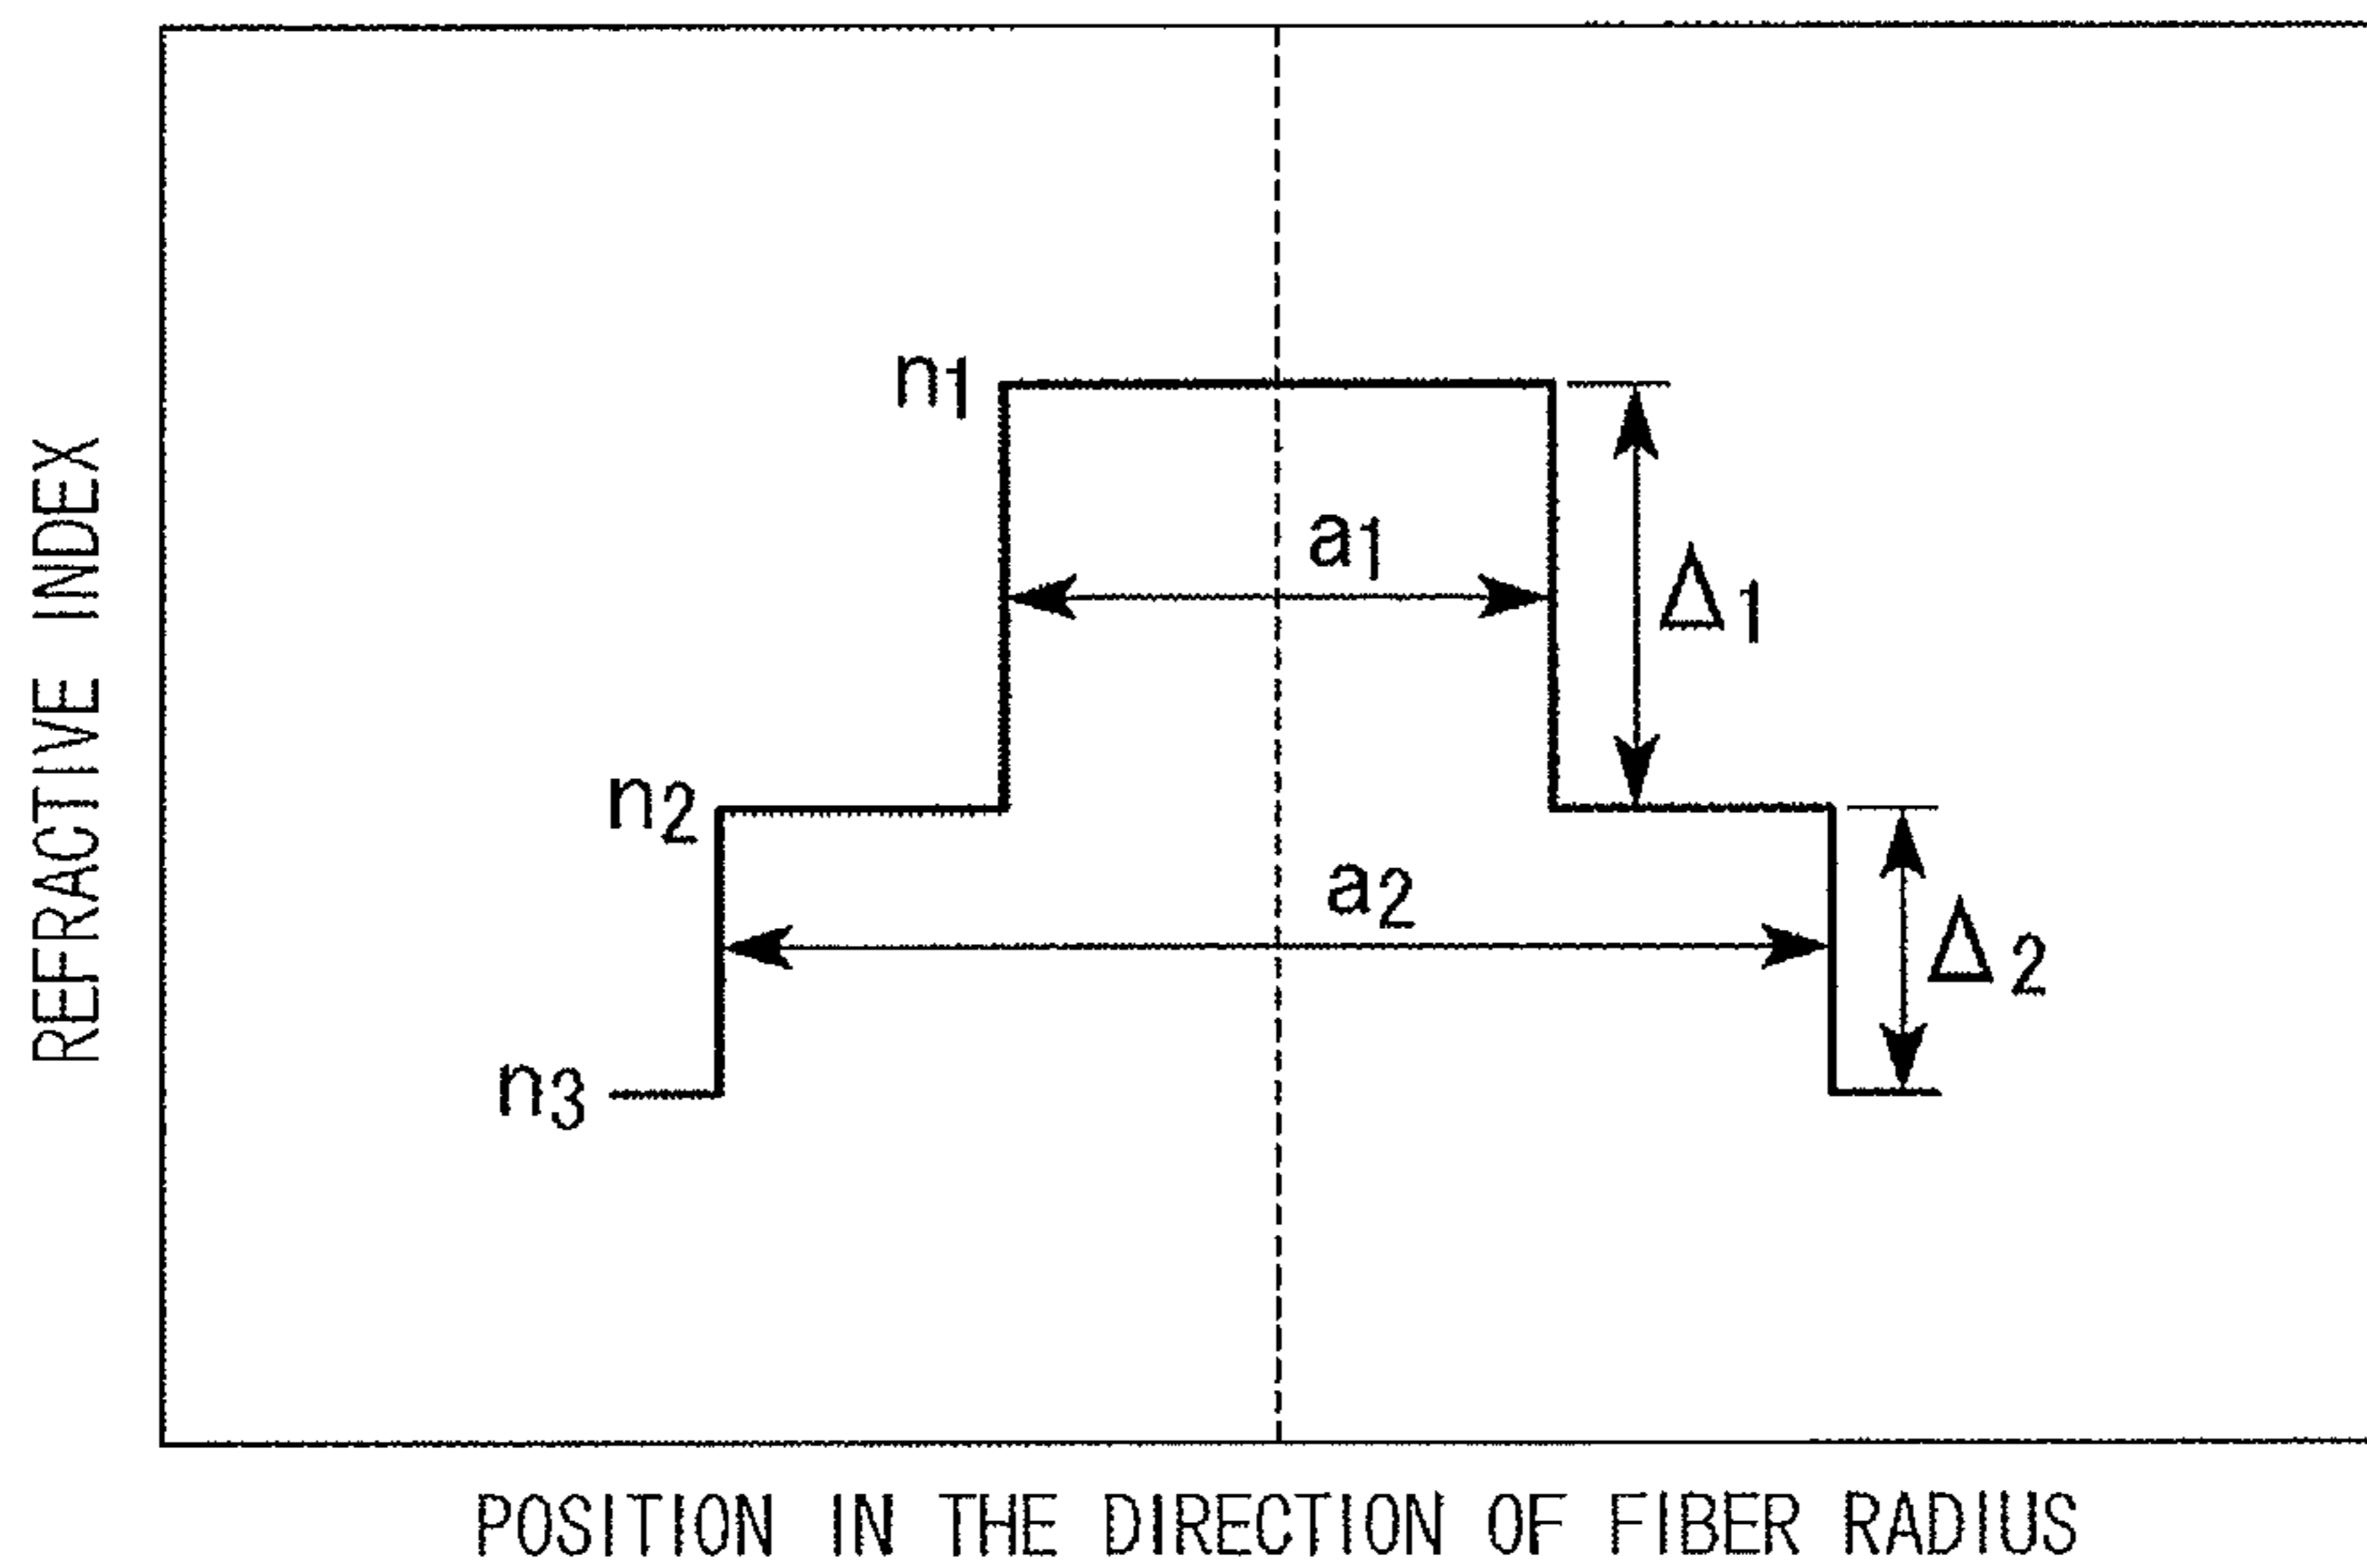 REFRACTIVE INDEX
n1
a1
Δ1
n2
a2
Δ2
n3
POSITION IN THE DIRECTION OF FIBER RADIUS